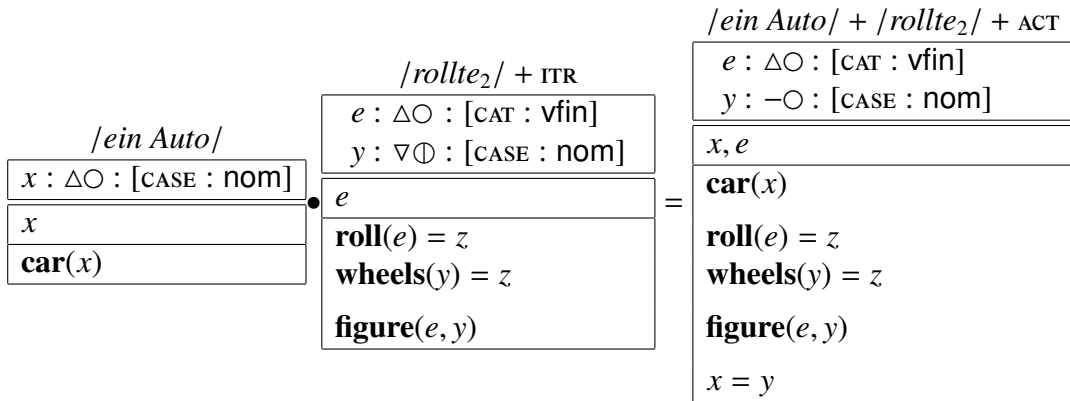 /ein Auto/
x : △○ : [CASE : nom]
x
car(x)
•
/rollte₂/ + ITR
e : △○ : [CAT : vfin]
y : ▽⦶ : [CASE : nom]
e
roll(e) = z
wheels(y) = z
figure(e, y)
=
/ein Auto/ + /rollte₂/ + ACT
e : △○ : [CAT : vfin]
y : −○ : [CASE : nom]
x, e
car(x)
roll(e) = z
wheels(y) = z
figure(e, y)
x = y